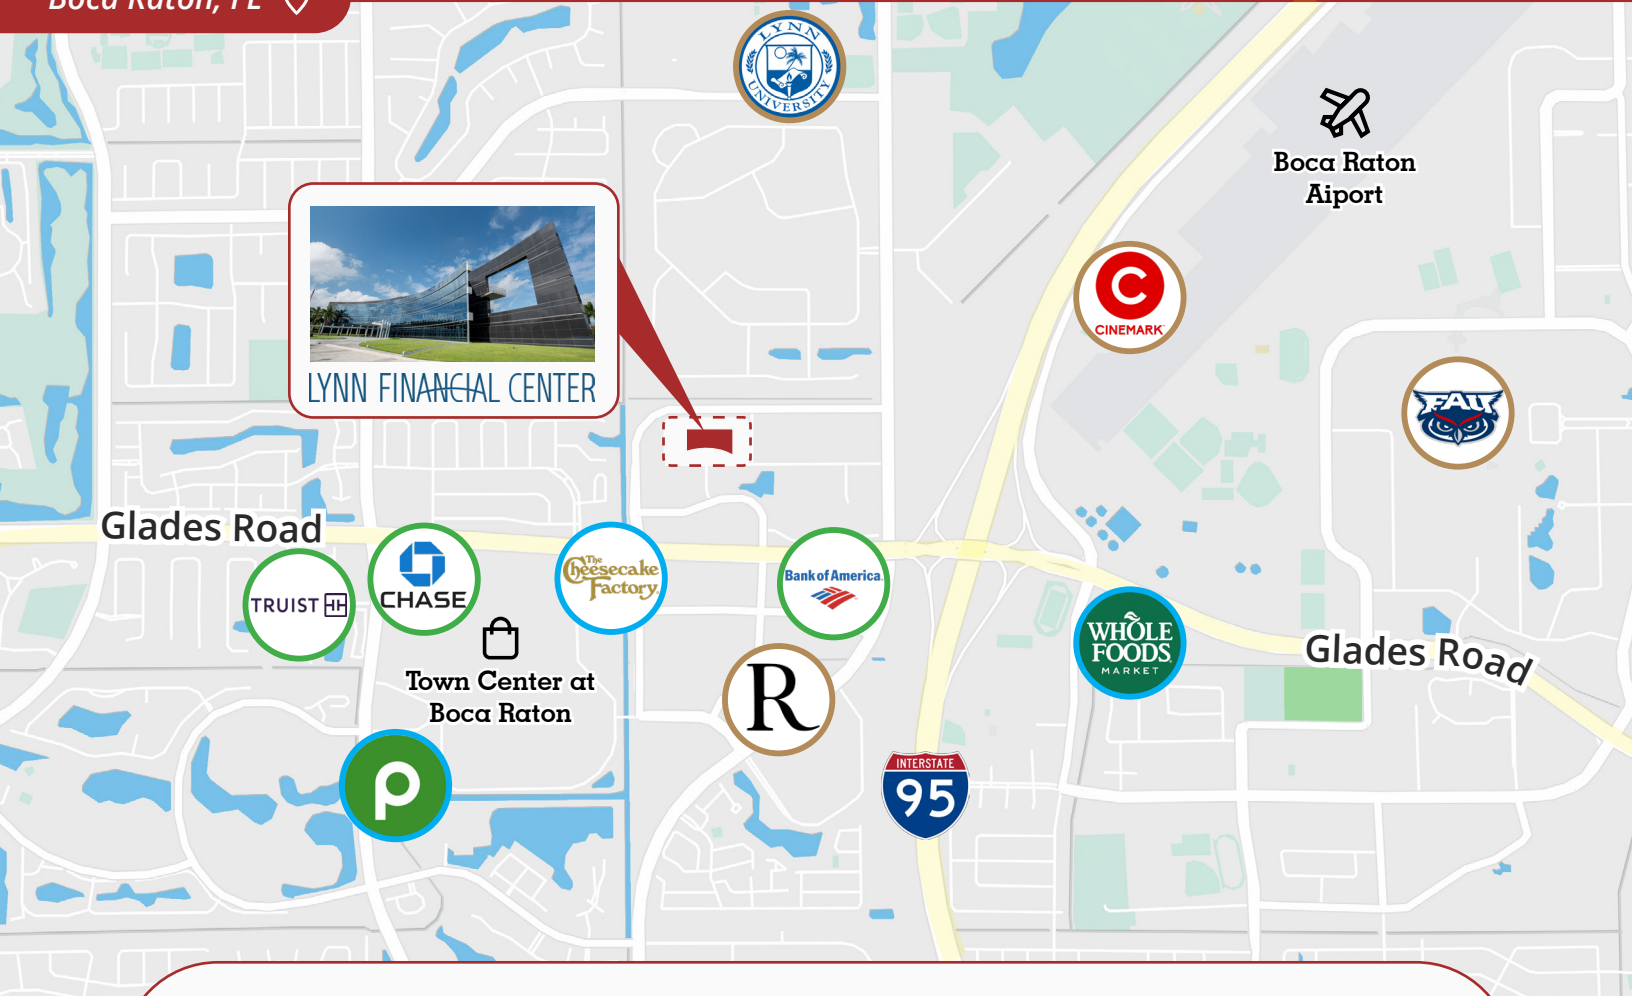 Boca Raton, FL
LYNN
UNIVERSITY
Boca Raton
Aiport
LYNN FINANCIAL CENTER
C
CINEMARK
FAU
Glades Road
TRUIST
CHASE
The
Cheesecake
Factory
Bank of America
WHOLE
FOODS
MARKET
Glades Road
Town Center at
Boca Raton
R
P
INTERSTATE
95